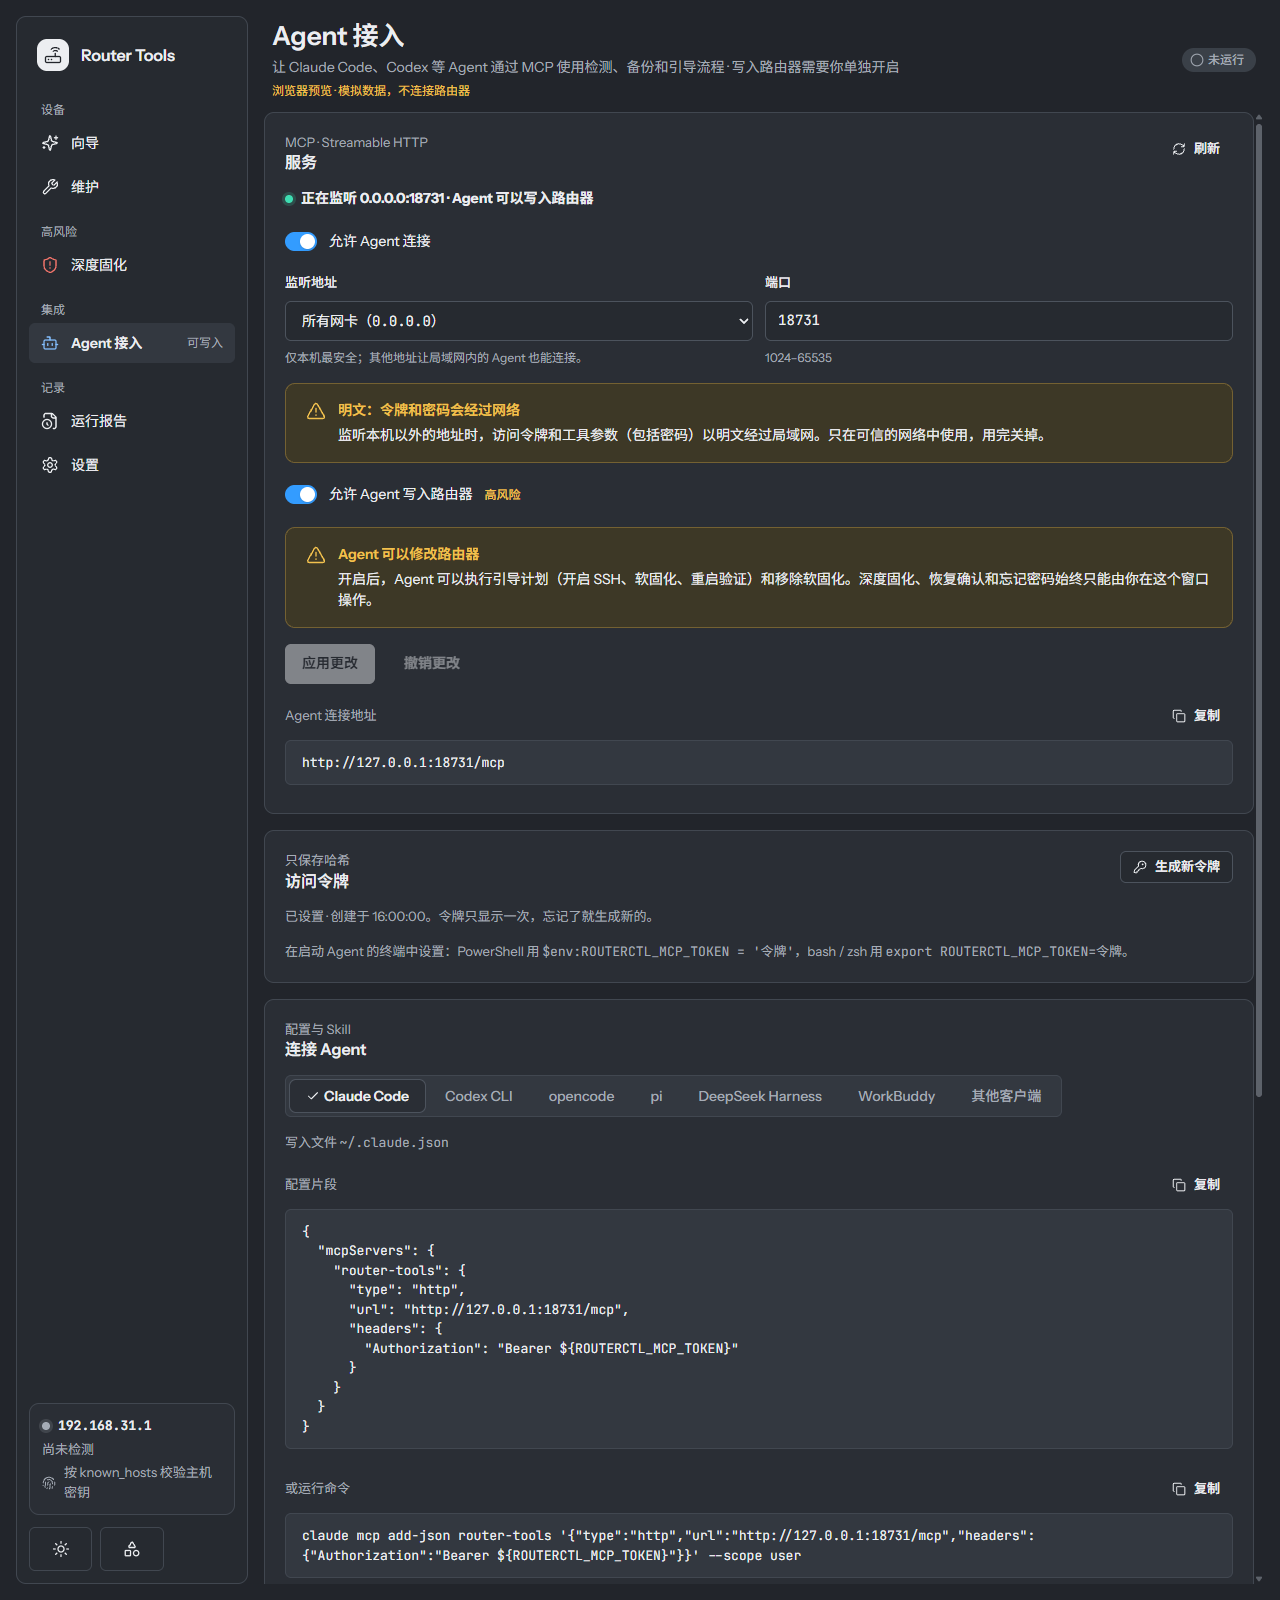 Router Tools
设备
向导
维护
高风险
深度固化
集成
Agent 接入
可写入
记录
运行报告
设置
192.168.31.1
尚未检测
按 known_hosts 校验主机
密钥
Agent 接入
让 Claude Code、Codex 等 Agent 通过 MCP 使用检测、备份和引导流程 · 写入路由器需要你单独开启
浏览器预览 · 模拟数据，不连接路由器
未运行
MCP · Streamable HTTP
服务
刷新
正在监听 0.0.0.0:18731 · Agent 可以写入路由器
允许 Agent 连接
监听地址
端口
所有网卡（0.0.0.0）
18731
仅本机最安全；其他地址让局域网内的 Agent 也能连接。
1024–65535
明文：令牌和密码会经过网络
监听本机以外的地址时，访问令牌和工具参数（包括密码）以明文经过局域网。只在可信的网络中使用，用完关掉。
允许 Agent 写入路由器
高风险
Agent 可以修改路由器
开启后，Agent 可以执行引导计划（开启 SSH、软固化、重启验证）和移除软固化。深度固化、恢复确认和忘记密码始终只能由你在这个窗口
操作。
应用更改
撤销更改
Agent 连接地址
复制
http://127.0.0.1:18731/mcp
只保存哈希
访问令牌
生成新令牌
已设置 · 创建于 16:00:00。令牌只显示一次，忘记了就生成新的。
在启动 Agent 的终端中设置：PowerShell 用 $env:ROUTERCTL_MCP_TOKEN = '令牌'，bash / zsh 用 export ROUTERCTL_MCP_TOKEN=令牌。
配置与 Skill
连接 Agent
Claude Code
Codex CLI
opencode
pi
DeepSeek Harness
WorkBuddy
其他客户端
写入文件 ~/.claude.json
配置片段
复制
{
  "mcpServers": {
    "router-tools": {
      "type": "http",
      "url": "http://127.0.0.1:18731/mcp",
      "headers": {
        "Authorization": "Bearer ${ROUTERCTL_MCP_TOKEN}"
      }
    }
  }
}
或运行命令
复制
claude mcp add-json router-tools '{"type":"http","url":"http://127.0.0.1:18731/mcp","headers":
{"Authorization":"Bearer ${ROUTERCTL_MCP_TOKEN}"}}' --scope user